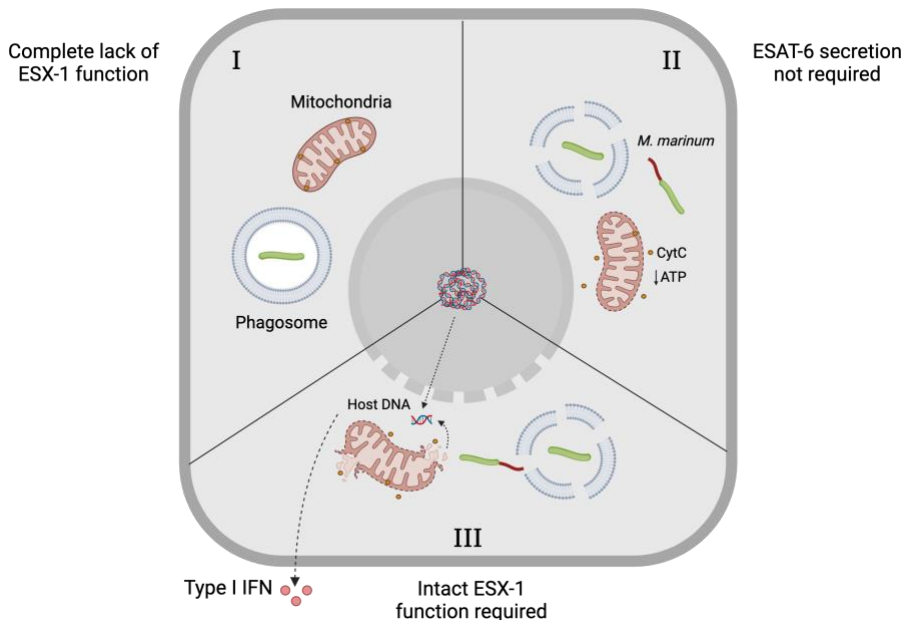 Complete lack of
ESX-1 function
I
II
ESAT-6 secretion
not required
Mitochondria
M. marinum
CytC
↓ATP
Phagosome
Host DNA
III
Type I IFN
Intact ESX-1
function required